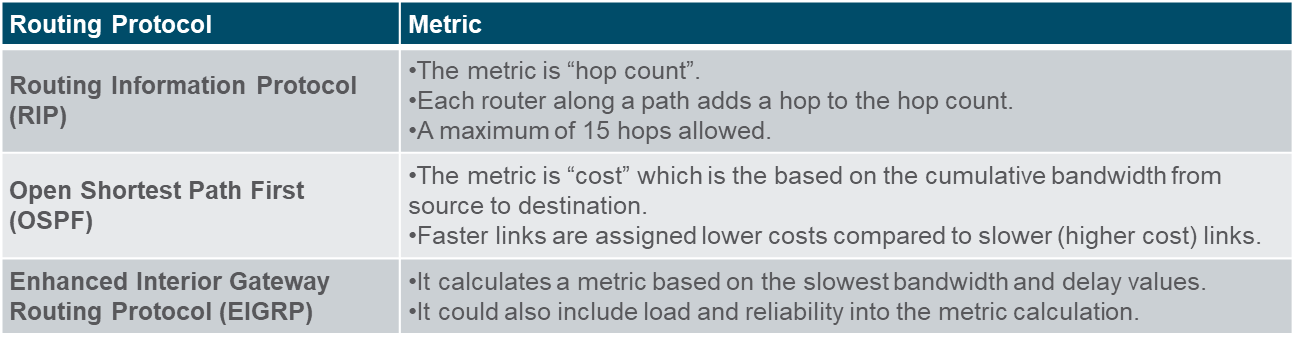 Routing Protocol
Metric
Routing Information Protocol
(RIP)
•The metric is “hop count”.
•Each router along a path adds a hop to the hop count.
•A maximum of 15 hops allowed.
Open Shortest Path First
(OSPF)
•The metric is “cost” which is the based on the cumulative bandwidth from
source to destination.
•Faster links are assigned lower costs compared to slower (higher cost) links.
Enhanced Interior Gateway
Routing Protocol (EIGRP)
•It calculates a metric based on the slowest bandwidth and delay values.
•It could also include load and reliability into the metric calculation.